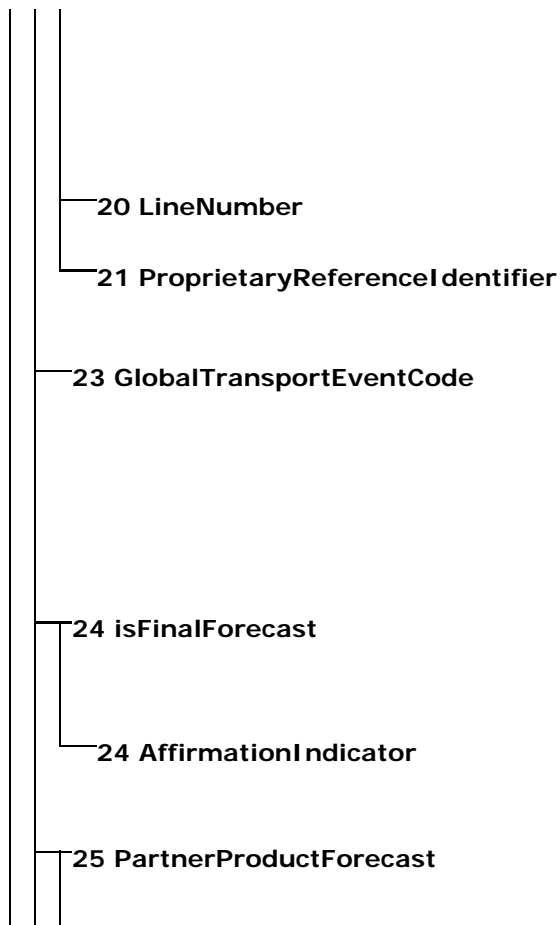 20 LineNumber
21 ProprietaryReferenceIdentifier
23 GlobalTransportEventCode
24 isFinalForecast
24 AffirmationIndicator
25 PartnerProductForecast